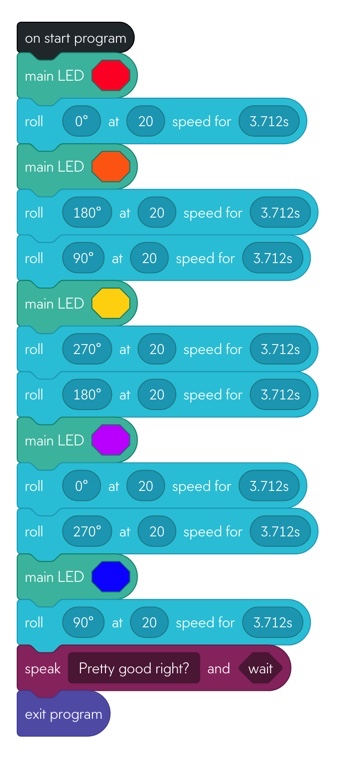 on start program
main LED
roll 0° at 20 speed for 3.712s
main LED
roll 180° at 20 speed for 3.712s
roll 90° at 20 speed for 3.712s
main LED
roll 270° at 20 speed for 3.712s
roll 180° at 20 speed for 3.712s
main LED
roll 0° at 20 speed for 3.712s
roll 270° at 20 speed for 3.712s
main LED
roll 90° at 20 speed for 3.712s
speak Pretty good right? and wait
exit program